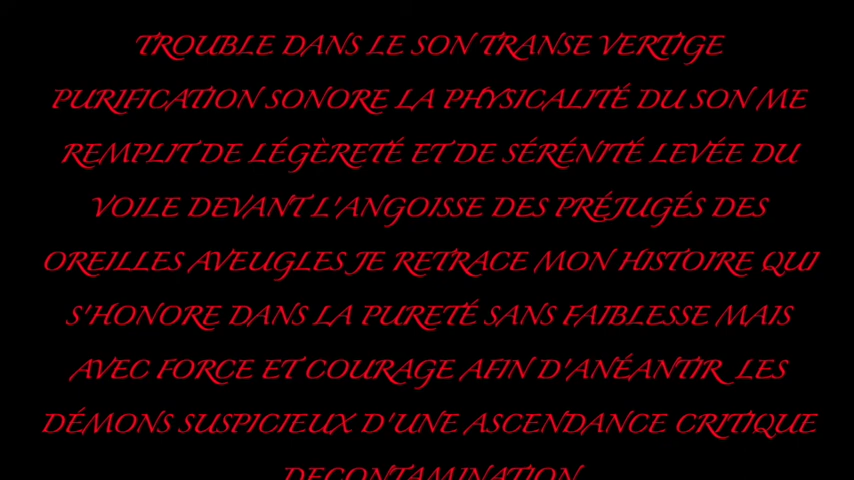 TROUBLE DANS LE SON TRANSE VERTIGE
PURIFICATION SONORE LA PHYSICALITÉ DU SON ME
REMPLIT DE LÉGÈRETÉ ET DE SÉRÉNITÉ LEVÉE DU
VOILE DEVANT L'ANGOISSE DES PRÉJUGÉS DES
OREILLES AVEUGLES JE RETRACE MON HISTOIRE QUI
S'HONORE DANS LA PURETÉ SANS FAIBLESSE MAIS
AVEC FORCE ET COURAGE AFIN D'ANÉANTIR LES
DÉMONS SUSPICIEUX D'UNE ASCENDANCE CRITIQUE
DECONTAMINATION